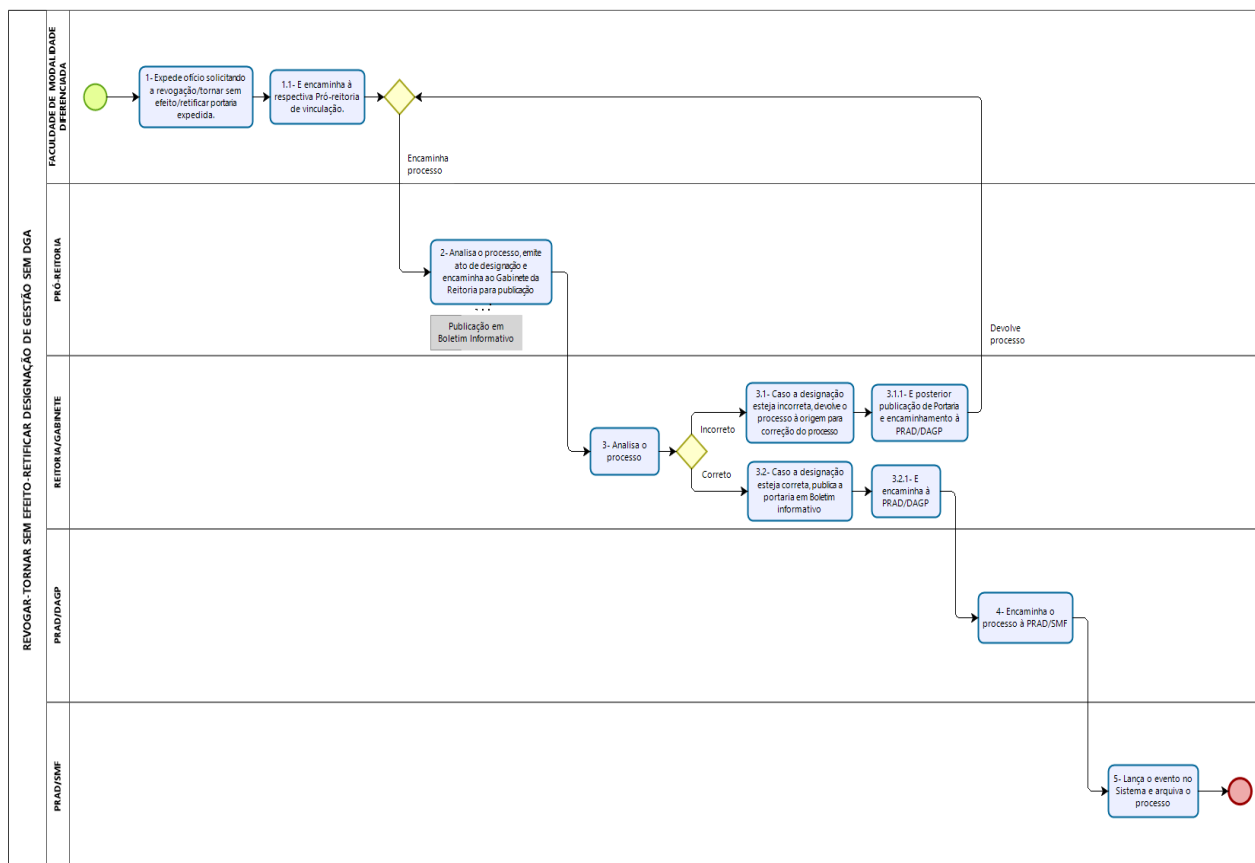 REVOGAR-TORNAR SEM EFEITO-RETIFICAR DESIGNAÇÃO DE GESTÃO SEM DGA
FACULDADE DE MODALIDADE
DIFERENCIADA
1- Expede ofício solicitando
a revogação/tornar sem
efeito/retificar portaria
expedida.
1.1- E encaminha à
respectiva Pró-reitoria
de vinculação.
Encaminha
processo
PRÓ-REITORIA
2- Analisa o processo, emite
ato de designação e
encaminha ao Gabinete da
Reitoria para publicação
Publicação em
Boletim Informativo
Devolve
processo
REITORIA/GABINETE
3- Analisa o
processo
Incorreto
3.1- Caso a designação
esteja incorreta, devolve o
processo à origem para
correção do processo
3.1.1- E posterior
publicação de Portaria
e encaminhamento à
PRAD/DAGP
Correto
3.2- Caso a designação
esteja correta, publica a
portaria em Boletim
informativo
3.2.1- E
encaminha à
PRAD/DAGP
PRAD/DAGP
4- Encaminha o
processo à PRAD/SMF
PRAD/SMF
5- Lança o evento no
Sistema e arquiva o
processo